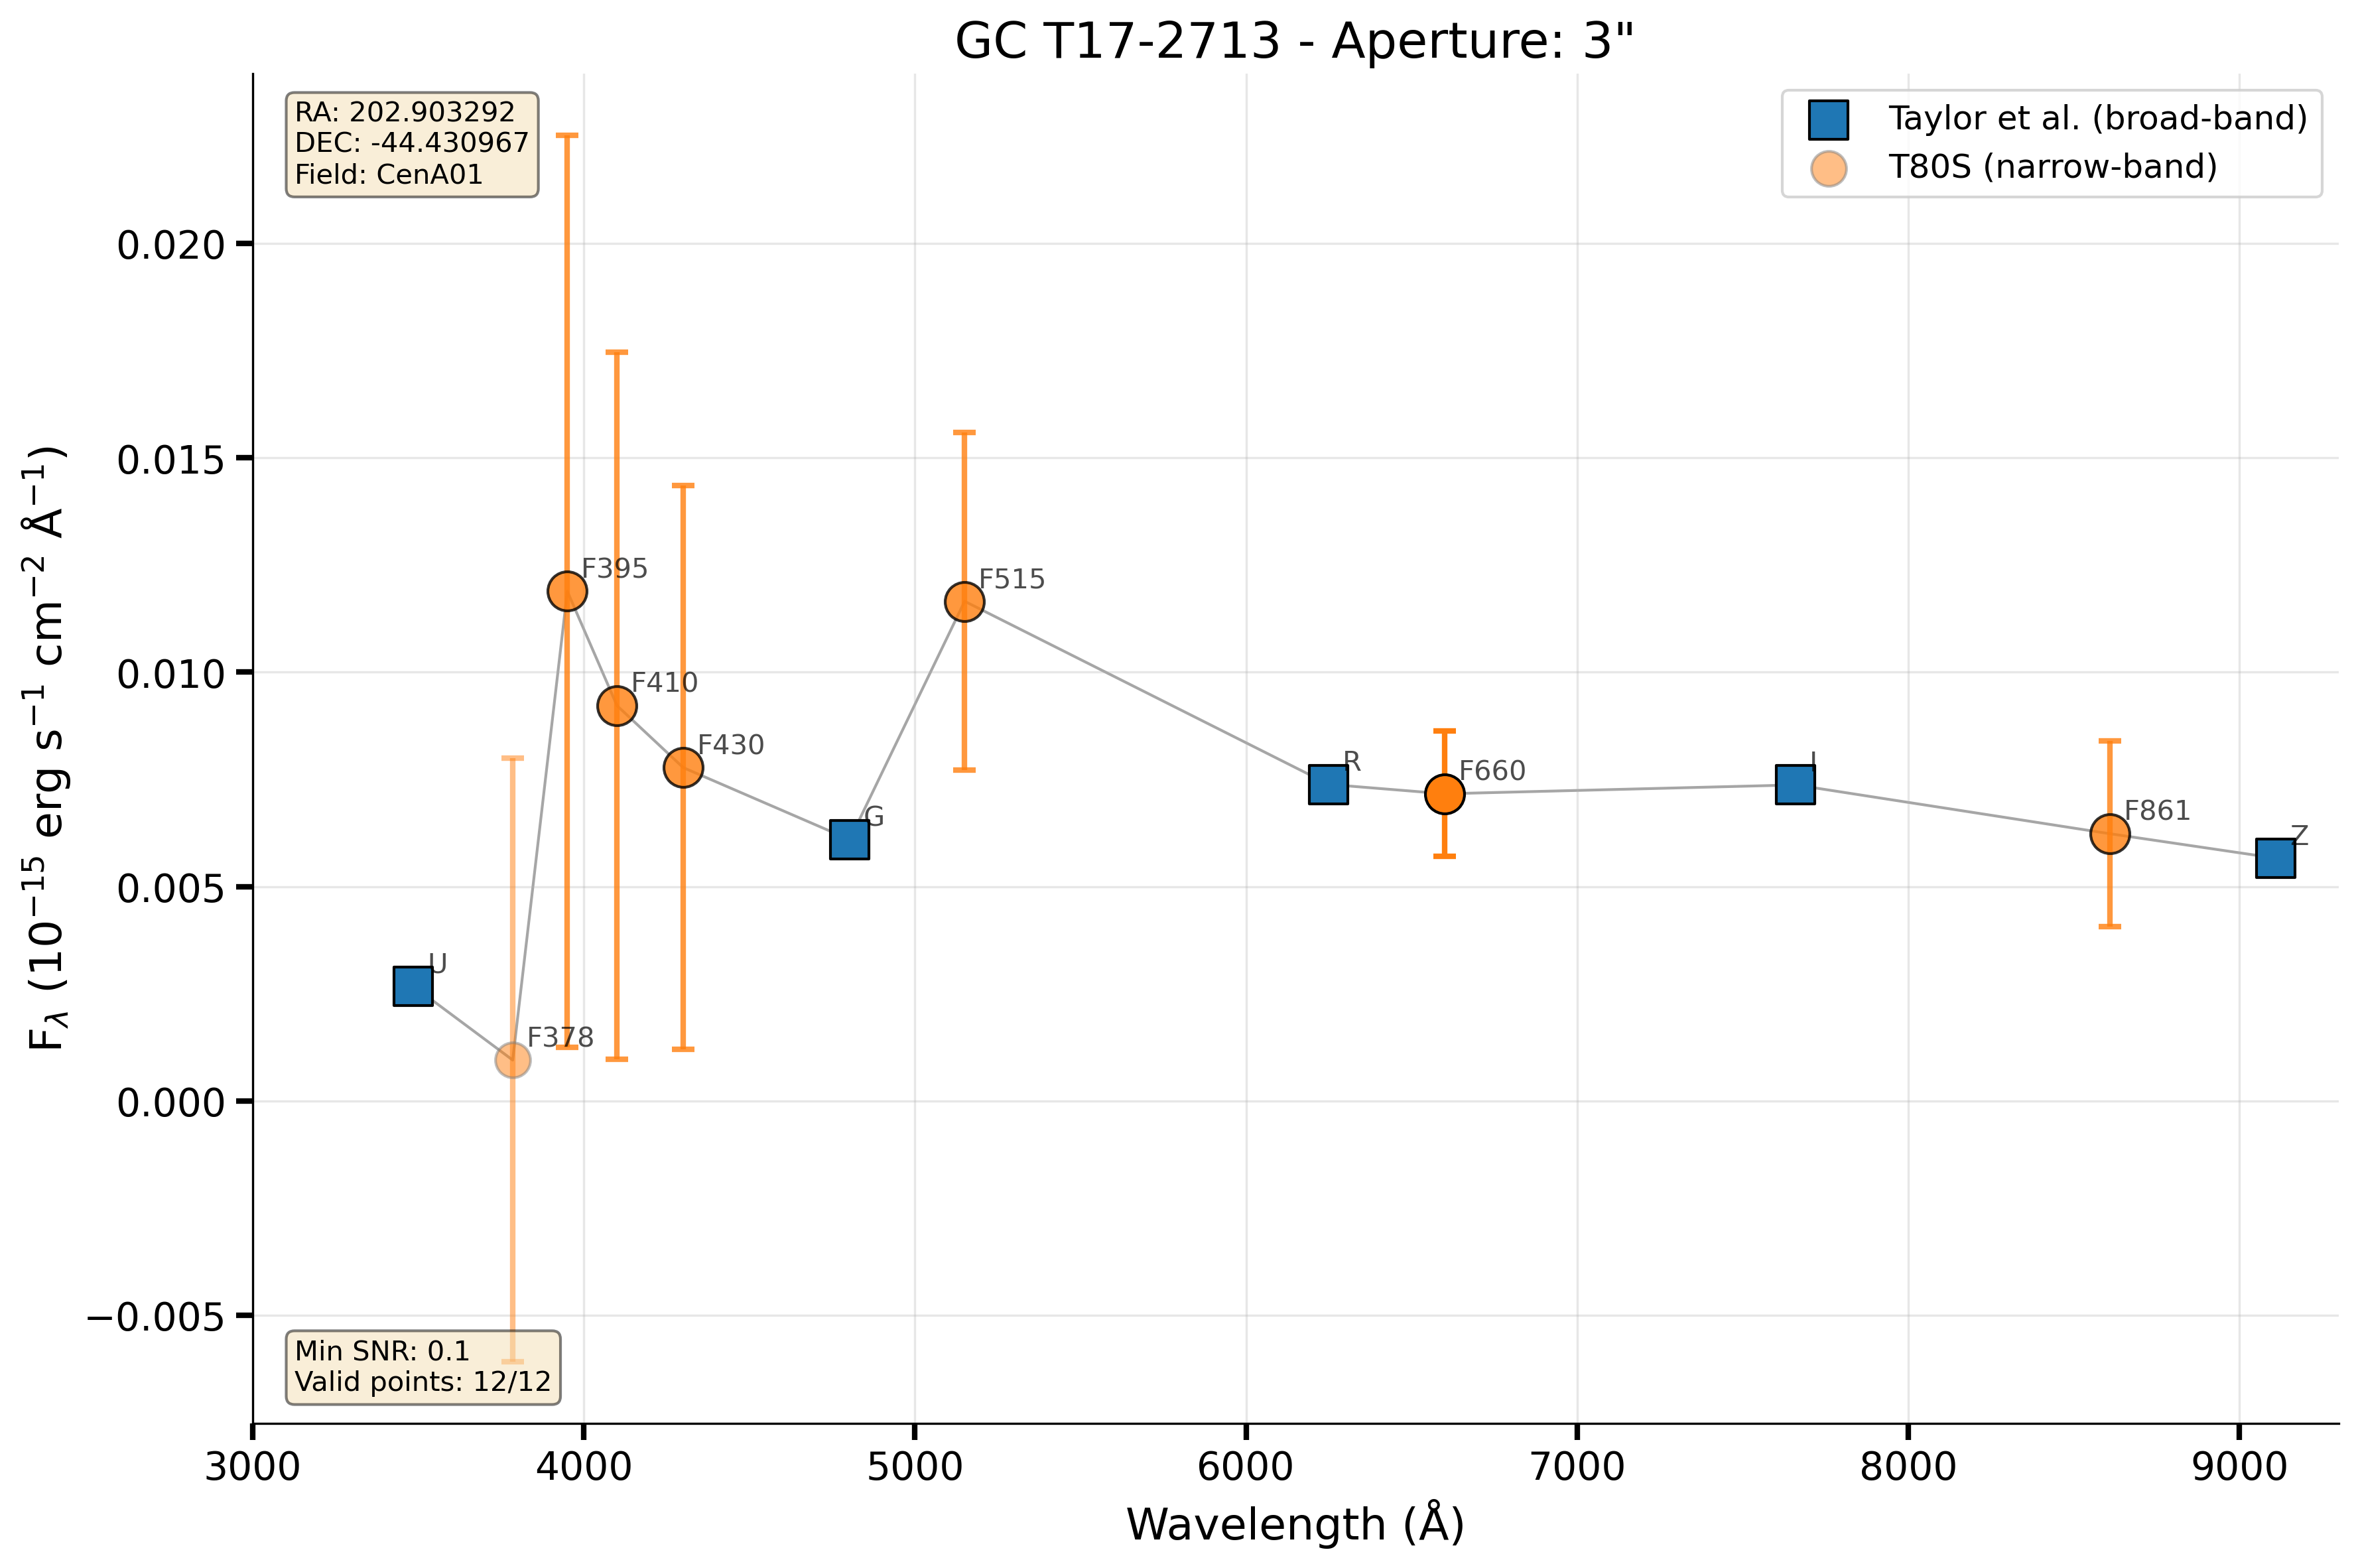 GC T17-2713 - Aperture: 3"
RA: 202.903292
DEC: -44.430967
Field: CenA01
Taylor et al. (broad-band)
T80S (narrow-band)
0.020
0.015
0.010
0.005
0.000
−0.005
F_λ (10⁻¹⁵ erg s⁻¹ cm⁻² Å⁻¹)
U
F378
F395
F410
F430
G
F515
R
F660
I
F861
Z
Min SNR: 0.1
Valid points: 12/12
3000 4000 5000 6000 7000 8000 9000
Wavelength (Å)